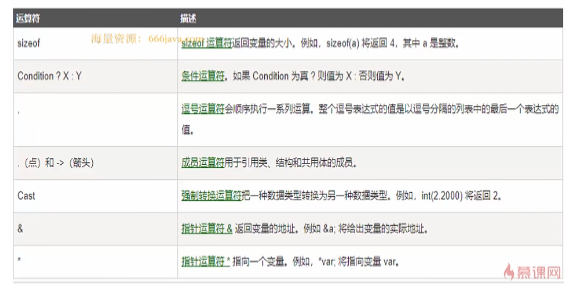 运算符 描述
海量资源：666java.com
sizeof sizeof 运算符返回变量的大小。例如，sizeof(a) 将返回 4，其中 a 是整数。
Condition ? X : Y 条件运算符。如果 Condition 为真 ? 则值为 X : 否则值为 Y。
, 逗号运算符会顺序执行一系列运算。整个逗号表达式的值是以逗号分隔的列表中的最后一个表达式的
值。
.（点）和 ->（箭头） 成员运算符用于引用类、结构和共用体的成员。
Cast 强制转换运算符把一种数据类型转换为另一种数据类型。例如，int(2.2000) 将返回 2。
& 指针运算符 & 返回变量的地址。例如 &a; 将给出变量的实际地址。
* 指针运算符 * 指向一个变量。例如，*var; 将指向变量 var。
慕课网